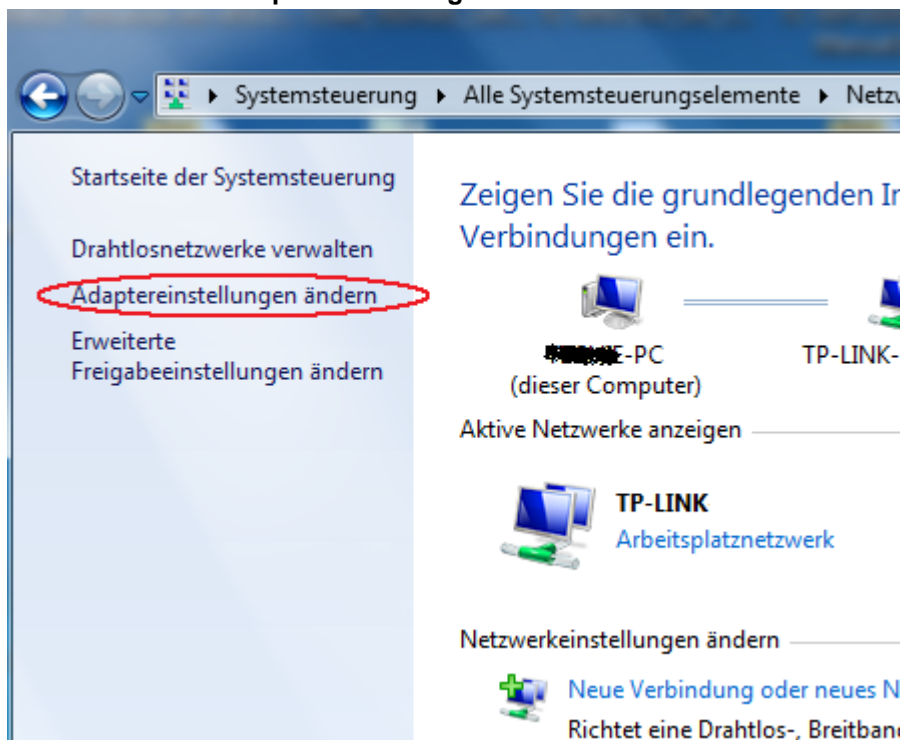 Systemsteuerung ▸ Alle Systemsteuerungselemente ▸
Startseite der Systemsteuerung
Drahtlosnetzwerke verwalten
Adaptereinstellungen ändern
Erweiterte
Freigabeeinstellungen ändern
Zeigen Sie die grundlegenden
Verbindungen ein.
-PC
(dieser Computer)
TP-LINK-
Aktive Netzwerke anzeigen
TP-LINK
Arbeitsplatznetzwerk
Netzwerkeinstellungen ändern
Neue Verbindung oder neues N
Richtet eine Drahtlos-, Breitband